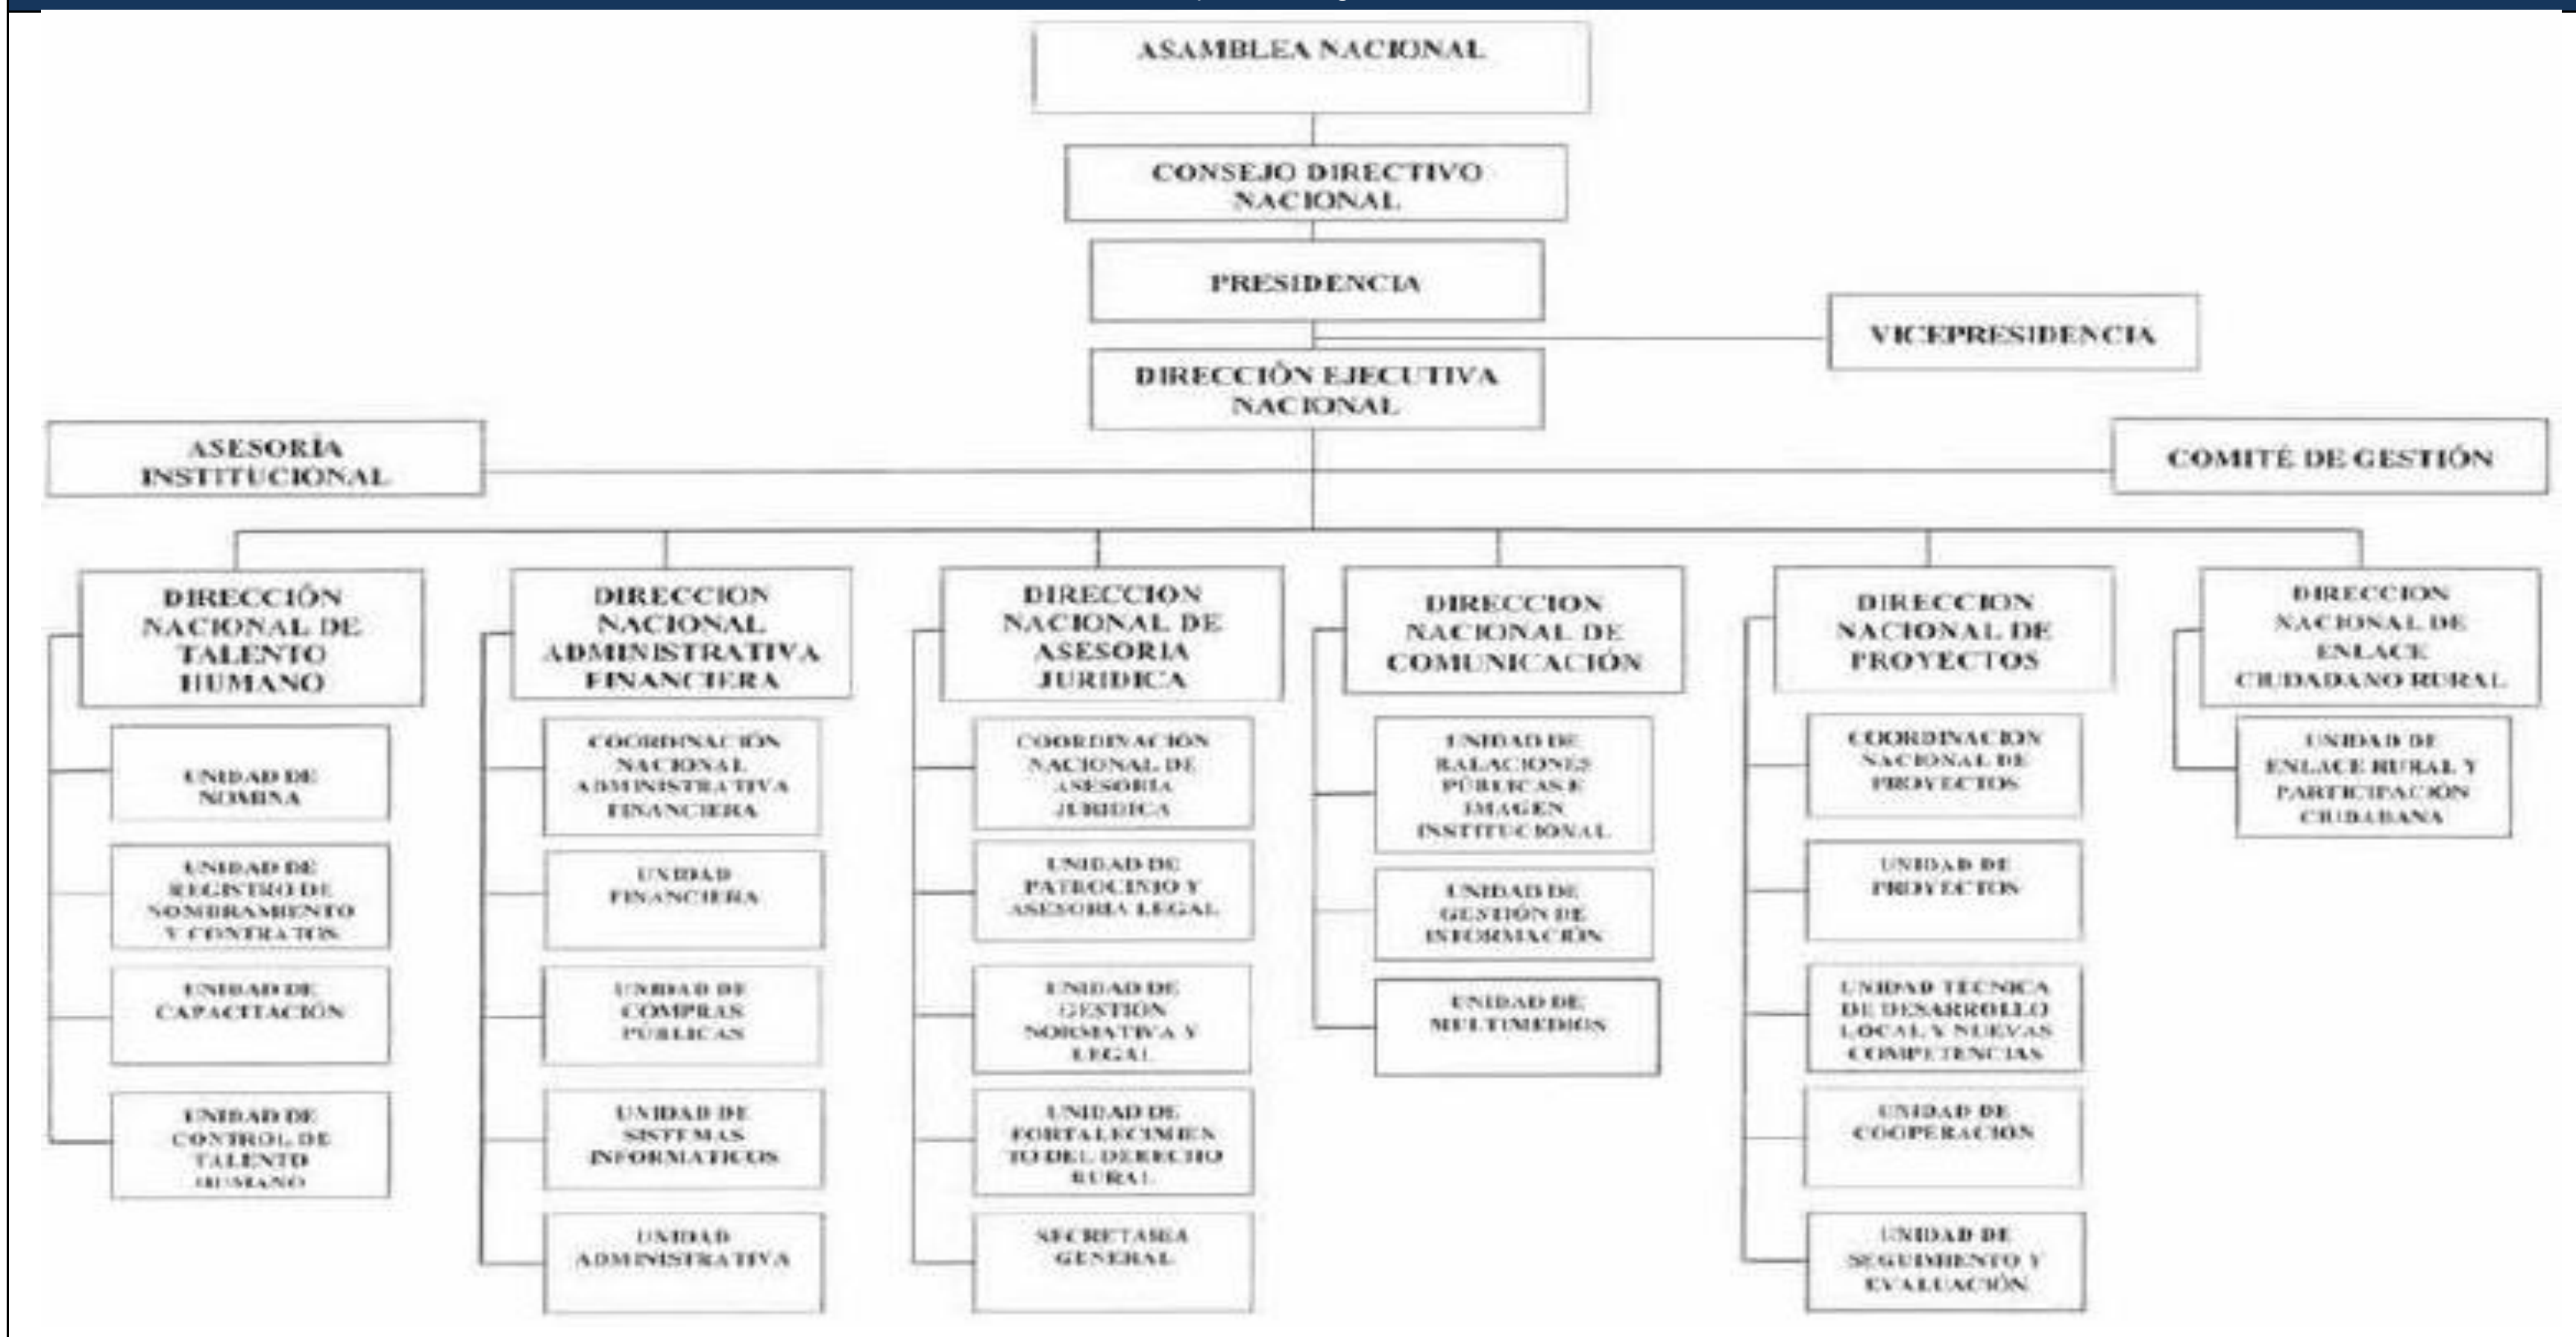 ASAMBLEA NACIONAL
CONSEJO DIRECTIVO
NACIONAL
PRESIDENCIA
VICEPRESIDENCIA
DIRECCIÓN EJECUTIVA
NACIONAL
ASESORÍA
INSTITUCIONAL
COMITÉ DE GESTIÓN
DIRECCIÓN
NACIONAL DE
TALENTO
HUMANO
UNIDAD DE
NOMINA
UNIDAD DE
REGISTRO DE
NOMBRAMIENTO
Y CONTRATOS
UNIDAD DE
CAPACITACIÓN
UNIDAD DE
CONTROL DE
TALENTO
HUMANO
DIRECCION
NACIONAL
ADMINISTRATIVA
FINANCIERA
COORDINACIÓN
NACIONAL
ADMINISTRATIVA
FINANCIERA
UNIDAD
FINANCIERA
UNIDAD DE
COMPRAS
PÚBLICAS
UNIDAD DE
SISTEMAS
INFORMATICOS
UNIDAD
ADMINISTRATIVA
DIRECCION
NACIONAL DE
ASESORIA
JURIDICA
COORDINACIÓN
NACIONAL DE
ASESORIA
JURIDICA
UNIDAD DE
PATROCINIO Y
ASESORIA LEGAL
UNIDAD DE
GESTIÓN
NORMATIVA Y
LEGAL
UNIDAD DE
FORTALECIMIEN
TO DEL DERECHO
RURAL
SECRETARIA
GENERAL
DIRECCION
NACIONAL DE
COMUNICACIÓN
UNIDAD DE
RALACIONES
PÚBLICAS E
IMAGEN
INSTITUCIONAL
UNIDAD DE
GESTIÓN DE
INFORMACIÓN
UNIDAD DE
MULTIMEDIOS
DIRECCION
NACIONAL DE
PROYECTOS
COORDINACION
NACIONAL DE
PROYECTOS
UNIDAD DE
PROYECTOS
UNIDAD TECNICA
DE DESARROLLO
LOCAL Y NUEVAS
COMPETENCIAS
UNIDAD DE
COOPERACION
UNIDAD DE
SEGUIMIENTO Y
EVALUACIÓN
DIRECCION
NACIONAL DE
ENLACE
CIUDADANO RURAL
UNIDAD DE
ENLACE RURAL Y
PARTICIPACIÓN
CIUDADANA